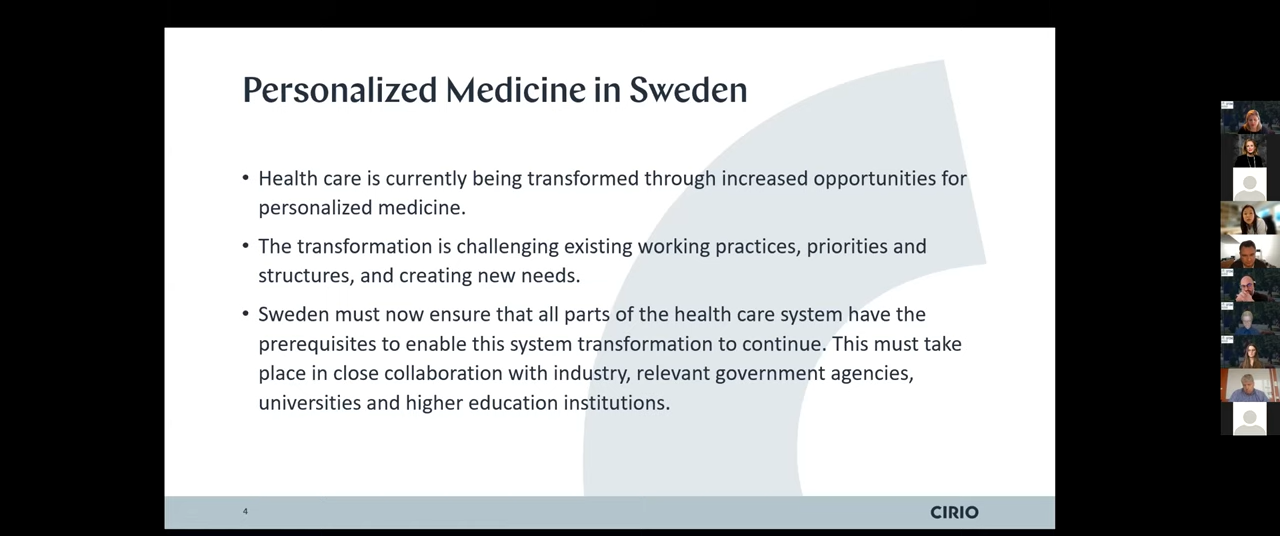 Personalized Medicine in Sweden
• Health care is currently being transformed through increased opportunities for
personalized medicine.
• The transformation is challenging existing working practices, priorities and
structures, and creating new needs.
• Sweden must now ensure that all parts of the health care system have the
prerequisites to enable this system transformation to continue. This must take
place in close collaboration with industry, relevant government agencies,
universities and higher education institutions.
4
CIRIO